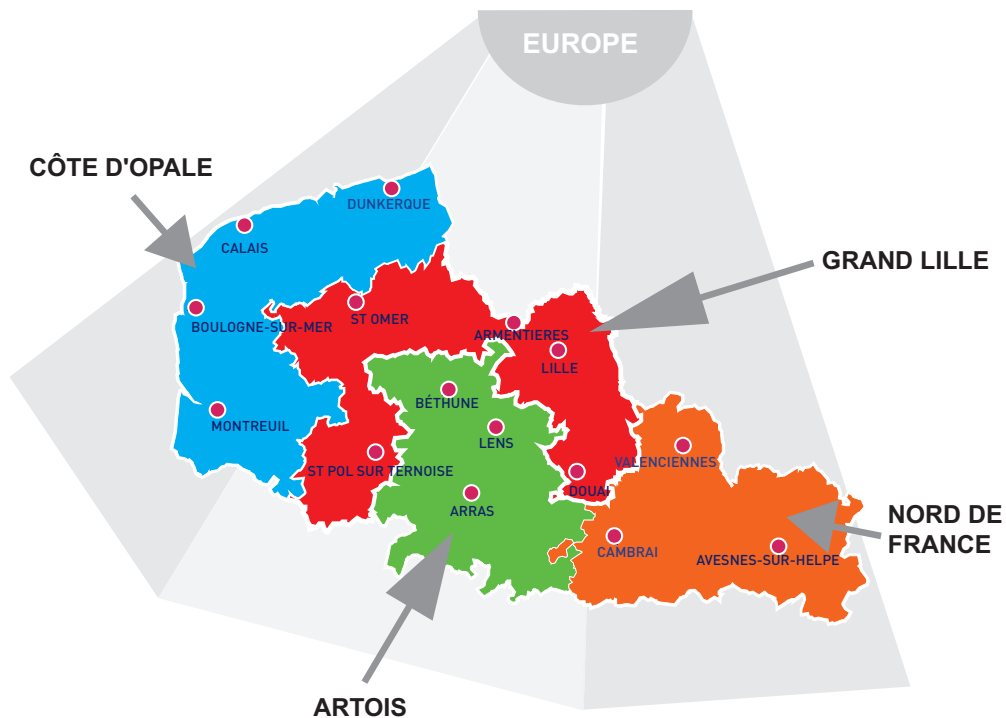 EUROPE
CÔTE D'OPALE
DUNKERQUE
CALAIS
GRAND LILLE
BOULOGNE-SUR-MER
ST OMER
ARMENTIERES
LILLE
BÉTHUNE
MONTREUIL
LENS
VALENCIENNES
ST POL SUR TERNOISE
DOUAI
ARRAS
NORD DE
FRANCE
CAMBRAI
AVESNES-SUR-HELPE
ARTOIS